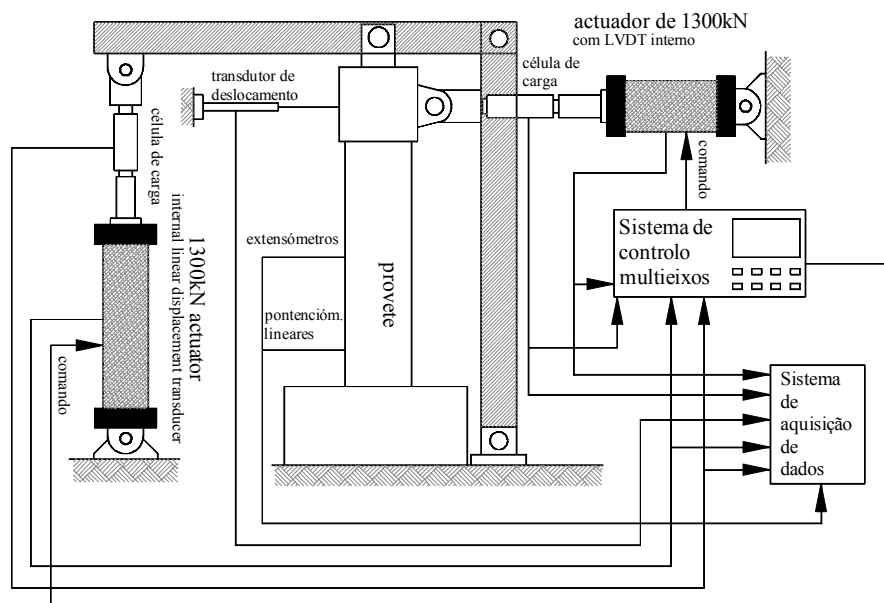 actuador de 1300kN
com LVDT interno
transdutor de
deslocamento
célula de
carga
célula de carga
comando
1300kN actuator
internal linear displacement transducer
extensómetros
provete
Sistema de
controlo
multieixos
pontencióm.
lineares
comando
Sistema
de
aquisição
de
dados